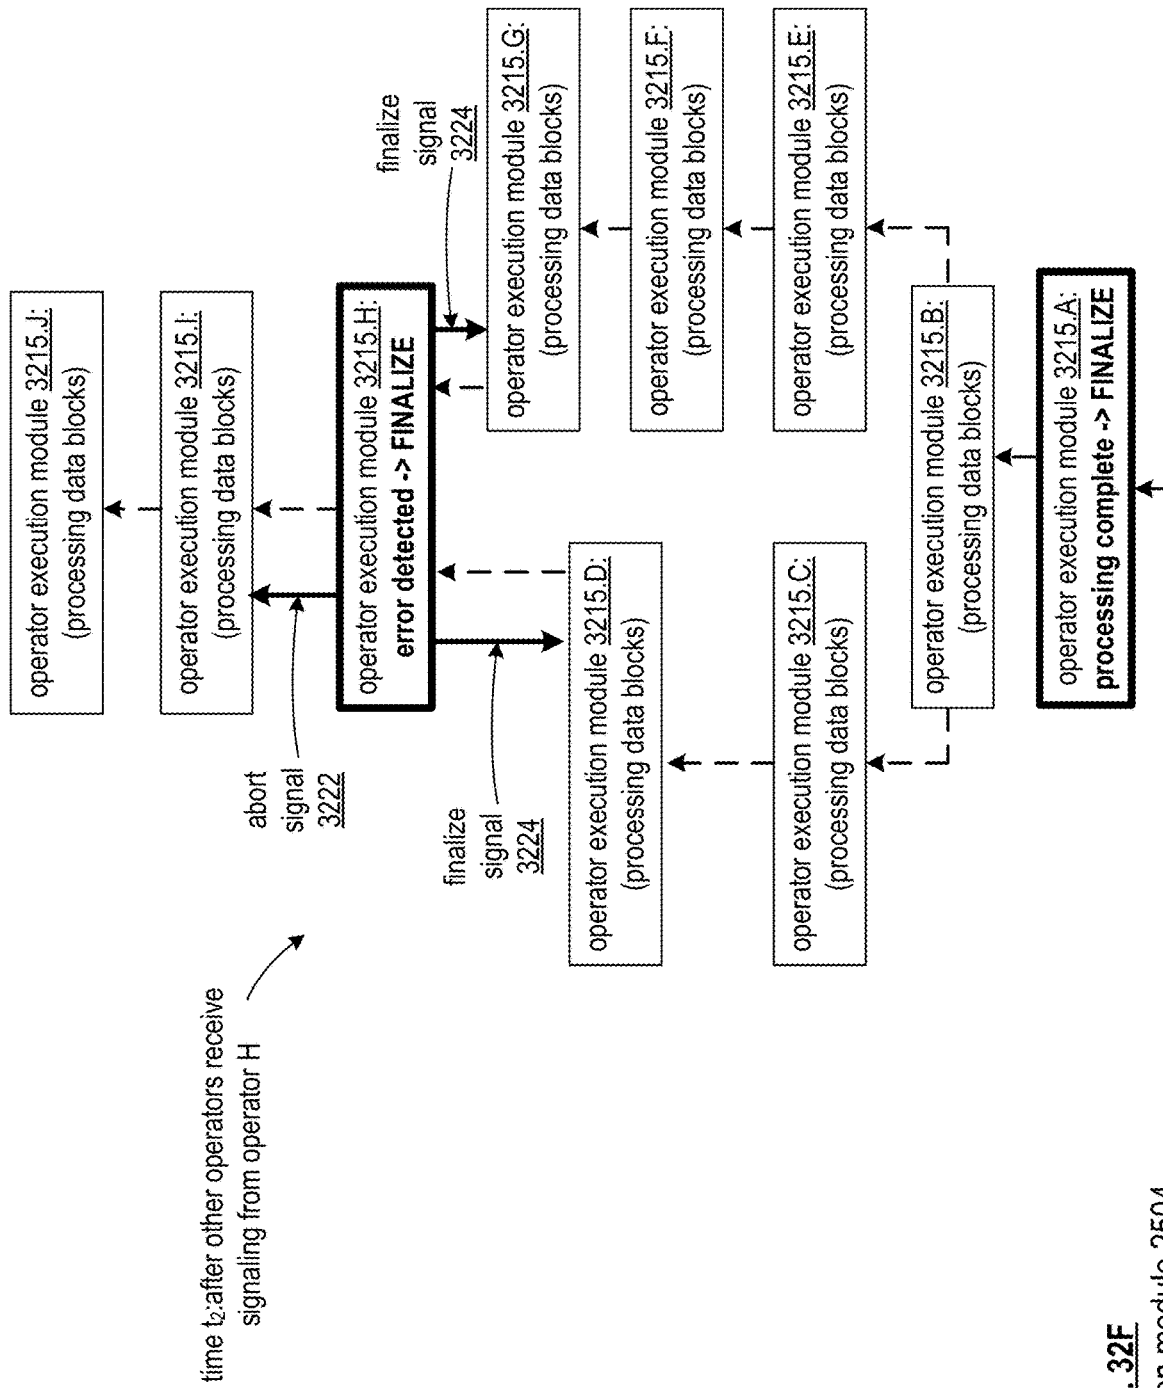 operator execution module 3215.J:
(processing data blocks)
operator execution module 3215.I:
(processing data blocks)
abort
signal
3222
operator execution module 3215.H:
error detected -> FINALIZE
finalize
signal
3224
finalize
signal
3224
operator execution module 3215.G:
(processing data blocks)
operator execution module 3215.D:
(processing data blocks)
operator execution module 3215.F:
(processing data blocks)
operator execution module 3215.C:
(processing data blocks)
operator execution module 3215.E:
(processing data blocks)
operator execution module 3215.B:
(processing data blocks)
operator execution module 3215.A:
processing complete -> FINALIZE
time t2:after other operators receive
signaling from operator H
. 32F
module 2504